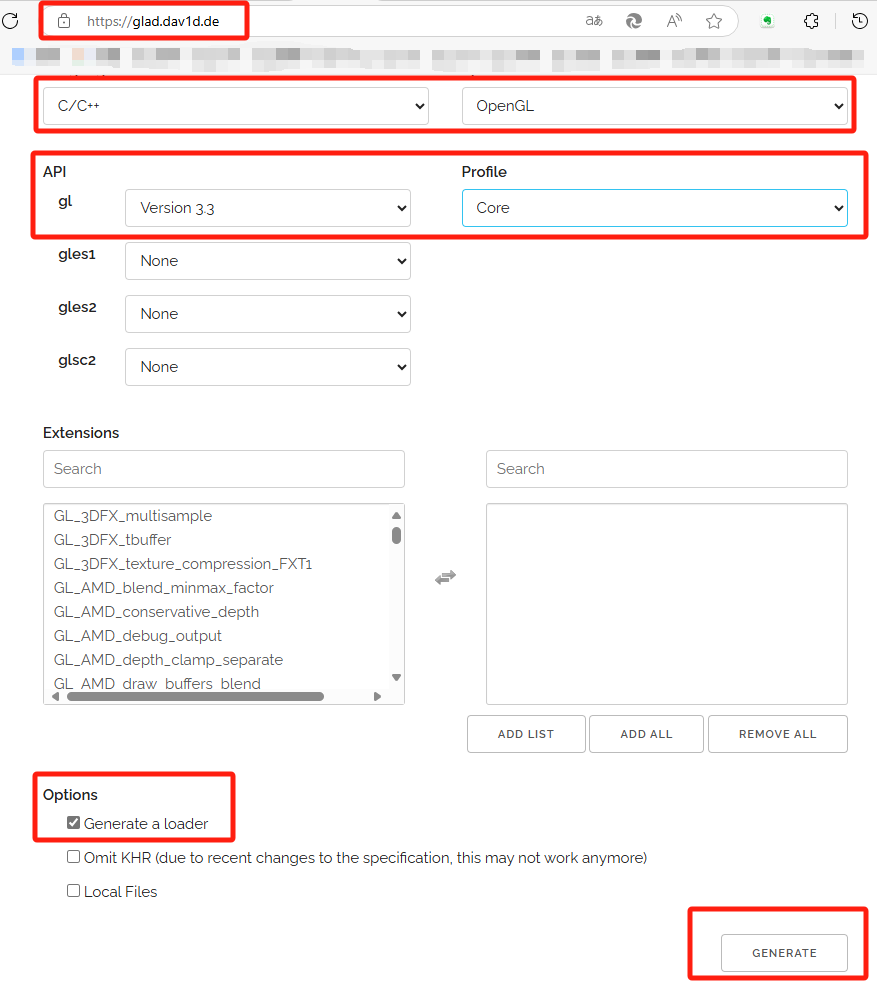 https://glad.dav1d.de
C/C++ OpenGL
API Profile
gl Version 3.3 Core
gles1 None
gles2 None
glsc2 None
Extensions
Search Search
GL_3DFX_multisample
GL_3DFX_tbuffer
GL_3DFX_texture_compression_FXT1
GL_AMD_blend_minmax_factor
GL_AMD_conservative_depth
GL_AMD_debug_output
GL_AMD_depth_clamp_separate
GL_AMD_draw_buffers_blend
ADD LIST ADD ALL REMOVE ALL
Options
Generate a loader
Omit KHR (due to recent changes to the specification, this may not work anymore)
Local Files
GENERATE